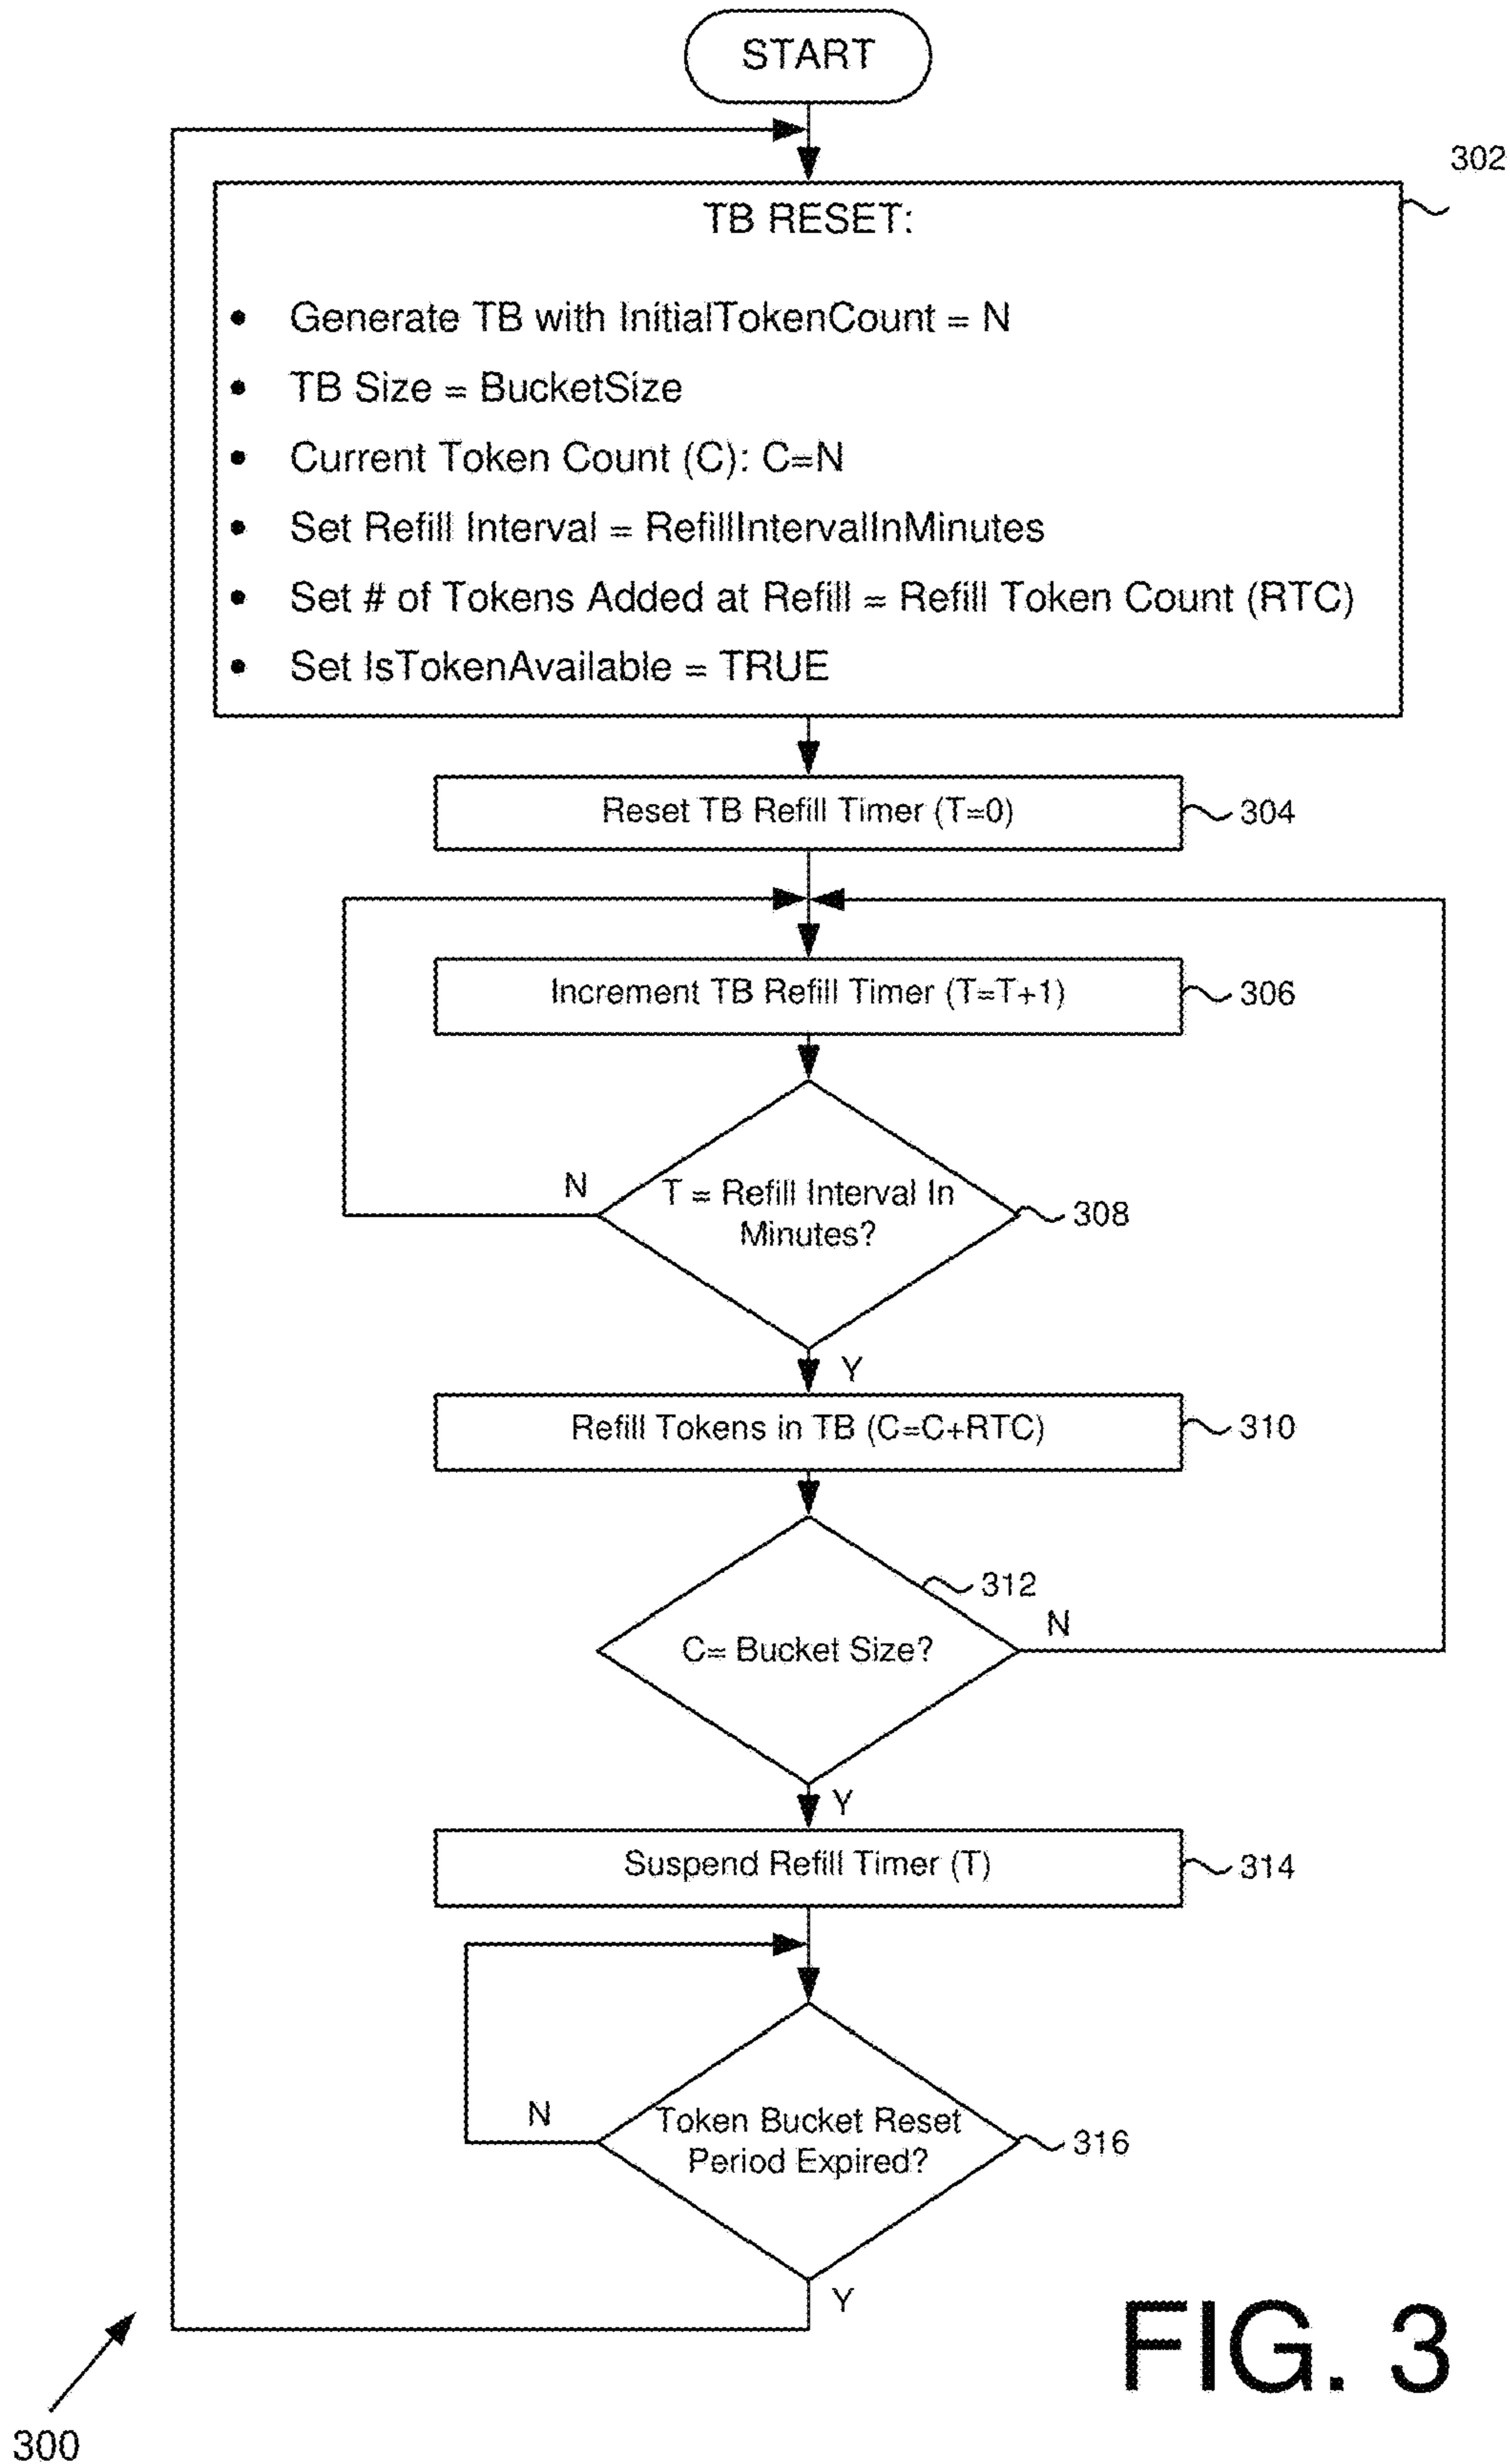 START
302
TB RESET:
• Generate TB with InitialTokenCount = N
• TB Size = BucketSize
• Current Token Count (C): C=N
• Set Refill Interval = RefillIntervalInMinutes
• Set # of Tokens Added at Refill = Refill Token Count (RTC)
• Set IsTokenAvailable = TRUE
Reset TB Refill Timer (T=0)
304
Increment TB Refill Timer (T=T+1)
306
N
T = Refill Interval In
Minutes?
308
Y
Refill Tokens in TB (C=C+RTC)
310
312
N
C= Bucket Size?
Y
Suspend Refill Timer (T)
314
N
Token Bucket Reset
Period Expired?
316
Y
FIG. 3
300